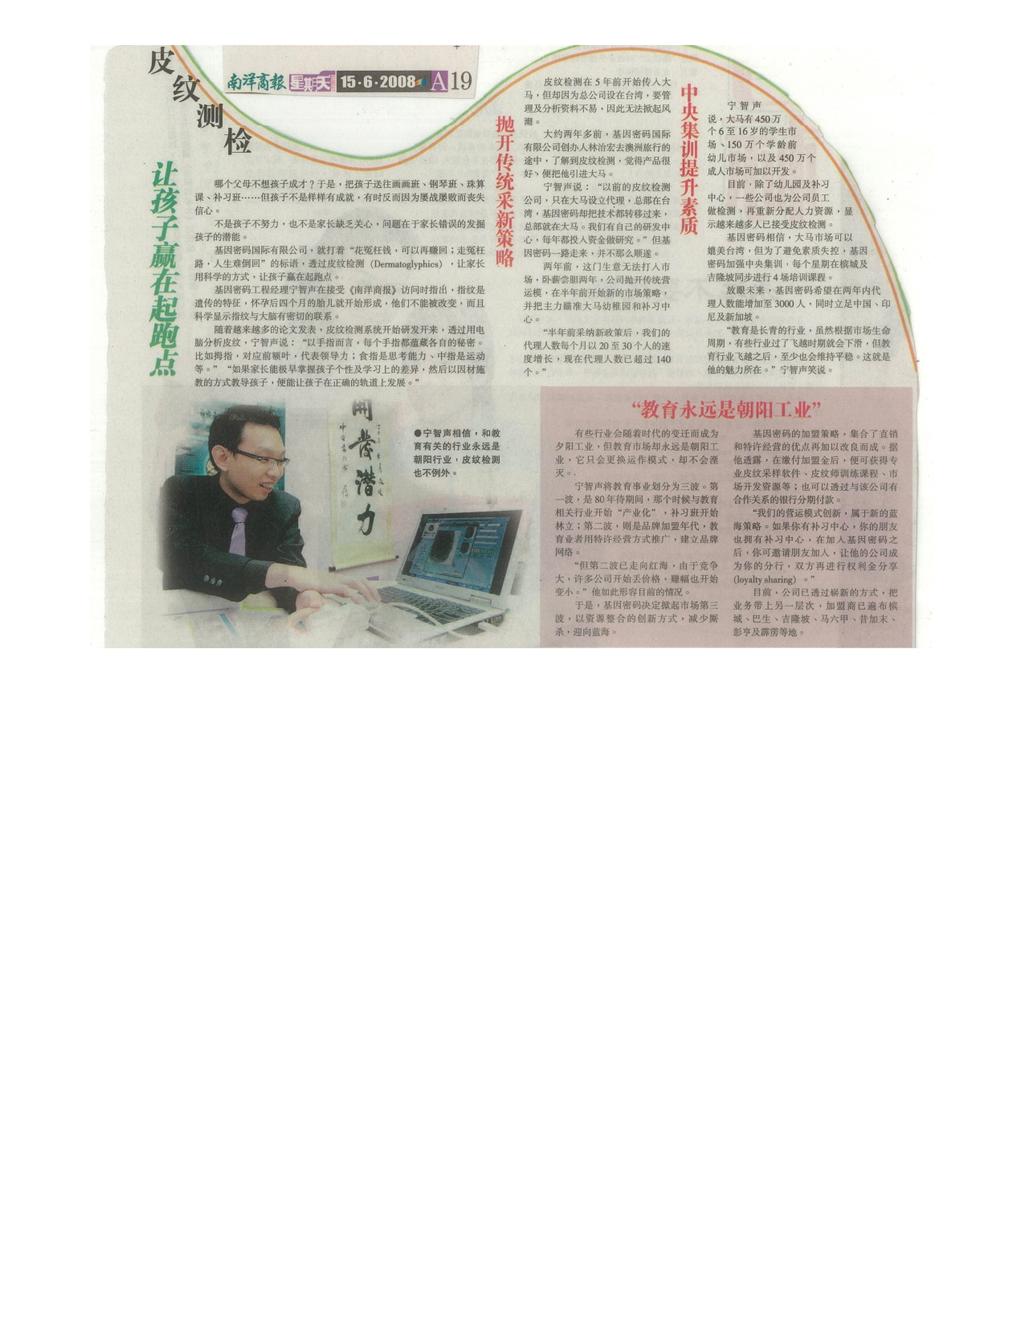 皮纹测检
南洋商報 星期天 15·6·2008 A19
让孩子赢在起跑点
哪个父母不想孩子成才？于是，把孩子送往画画班、钢琴班、珠算
课、补习班……但孩子不是样样有成就，有时反而因为屡战屡败而丧失
信心。
不是孩子不努力，也不是家长缺乏关心，问题在于家长错误的发掘
孩子的潜能。
基因密码国际有限公司，就打着“花冤枉钱，可以再赚回；走冤枉
路，人生难倒回”的标语，透过皮纹检测（Dermatoglyphics），让家长
用科学的方式，让孩子赢在起跑点。
基因密码工程经理宁智声在接受《南洋商报》访问时指出，指纹是
遗传的特征，怀孕后四个月的胎儿就开始形成，他们不能被改变，而且
科学显示指纹与大脑有密切的联系。
随着越来越多的论文发表，皮纹检测系统开始研发开来，透过用电
脑分析皮纹，宁智声说：“以手指而言，每个手指都蕴藏各自的秘密。
比如拇指，对应前额叶，代表领导力；食指是思考能力、中指是运动
等。”“如果家长能极早掌握孩子个性及学习上的差异，然后以因材施
教的方式教导孩子，便能让孩子在正确的轨道上发展。”
開發潛力
●宁智声相信，和教
育有关的行业永远是
朝阳行业，皮纹检测
也不例外。
抛开传统采新策略
皮纹检测在5年前开始传入大
马，但却因为总公司设在台湾，要管
理及分析资料不易，因此无法掀起风
潮。
大约两年多前，基因密码国际
有限公司创办人林治宏去澳洲旅行的
途中，了解到皮纹检测，觉得产品很
好、便把他引进大马。
宁智声说：“以前的皮纹检测
公司，只在大马设立代理，总部在台
湾，基因密码却把技术都转移过来，
总部就在大马。我们有自己的研发中
心，每年都投入资金做研究。”但基
因密码一路走来，并不那么顺遂。
两年前，这门生意无法打入市
场，卧薪尝胆两年，公司抛开传统营
运模，在半年前开始新的市场策略，
并把主力瞄准大马幼稚园和补习中
心。
“半年前采纳新政策后，我们的
代理人数每个月以20至30个人的速
度增长，现在代理人数已超过140
个。”
中央集训提升素质
宁智声
说，大马有450万
个6至16岁的学生市
场、150万个学龄前
幼儿市场，以及450万个
成人市场可加以开发。
目前，除了幼儿园及补习
中心，一些公司也为公司员工
做检测，再重新分配人力资源，显
示越来越多人已接受皮纹检测。
基因密码相信，大马市场可以
媲美台湾，但为了避免素质失控，基因
密码加强中央集训，每个星期在槟城及
吉隆坡同步进行4场培训课程。
放眼未来，基因密码希望在两年内代
理人数能增加至3000人，同时立足中国、印
尼及新加坡。
“教育是长青的行业，虽然根据市场生命
周期，有些行业过了飞越时期就会下滑，但教
育行业飞越之后，至少也会维持平稳。这就是
他的魅力所在。”宁智声笑说。
“教育永远是朝阳工业”
有些行业会随着时代的变迁而成为
夕阳工业，但教育市场却永远是朝阳工
业，它只会更换运作模式，却不会湮
灭。
宁智声将教育事业划分为三波。第
一波，是80年待期间，那个时候与教育
相关行业开始“产业化”，补习班开始
林立；第二波，则是品牌加盟年代，教
育业者用特许经营方式推广，建立品牌
网络。
“但第二波已走向红海，由于竞争
大，许多公司开始丢价格，赚幅也开始
变小。”他如此形容目前的情况。
于是，基因密码决定掀起市场第三
波，以资源整合的创新方式，减少厮
杀，迎向蓝海。
基因密码的加盟策略，集合了直销
和特许经营的优点再加以改良而成。据
他透露，在缴付加盟金后，便可获得专
业皮纹采样软件、皮纹师训练课程、市
场开发资源等；也可以透过与该公司有
合作关系的银行分期付款。
“我们的营运模式创新，属于新的蓝
海策略。如果你有补习中心，你的朋友
也拥有补习中心，在加入基因密码之
后，你可邀请朋友加入，让他的公司成
为你的分行，双方再进行权利金分享
(loyalty sharing)。”
目前，公司已透过崭新的方式，把
业务带上另一层次，加盟商已遍布槟
城、巴生、吉隆坡、马六甲、昔加末、
彭亨及霹雳等地。